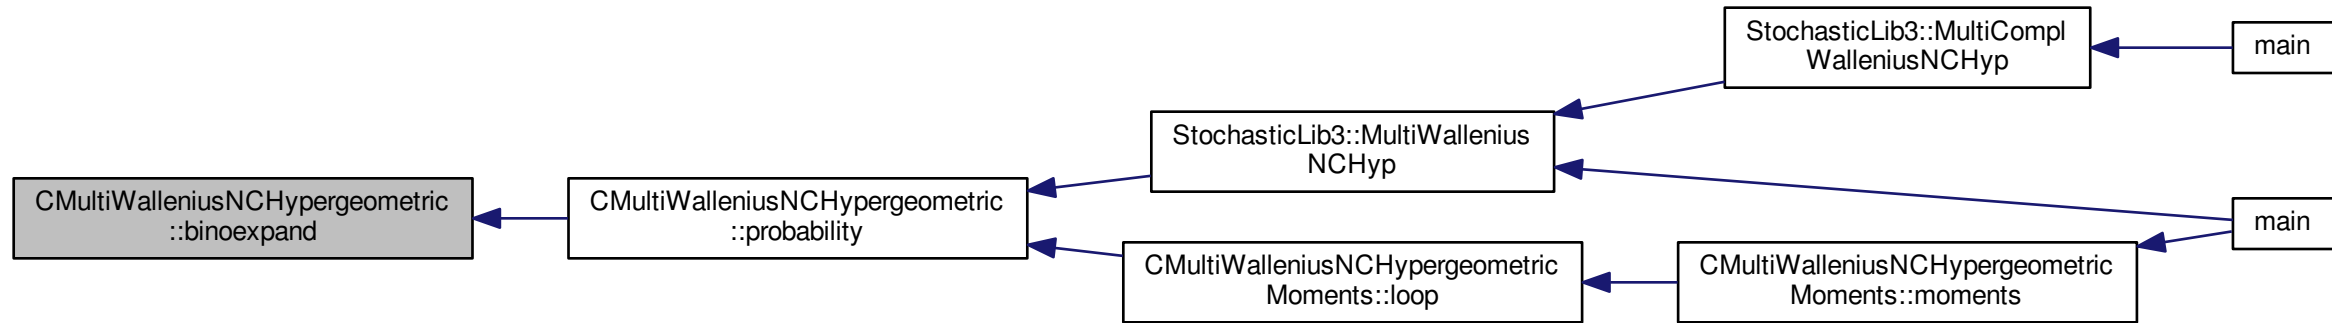 StochasticLib3::MultiCompl
WalleniusNCHyp
main
StochasticLib3::MultiWallenius
NCHyp
CMultiWalleniusNCHypergeometric
::binoexpand
CMultiWalleniusNCHypergeometric
::probability
main
CMultiWalleniusNCHypergeometric
Moments::loop
CMultiWalleniusNCHypergeometric
Moments::moments